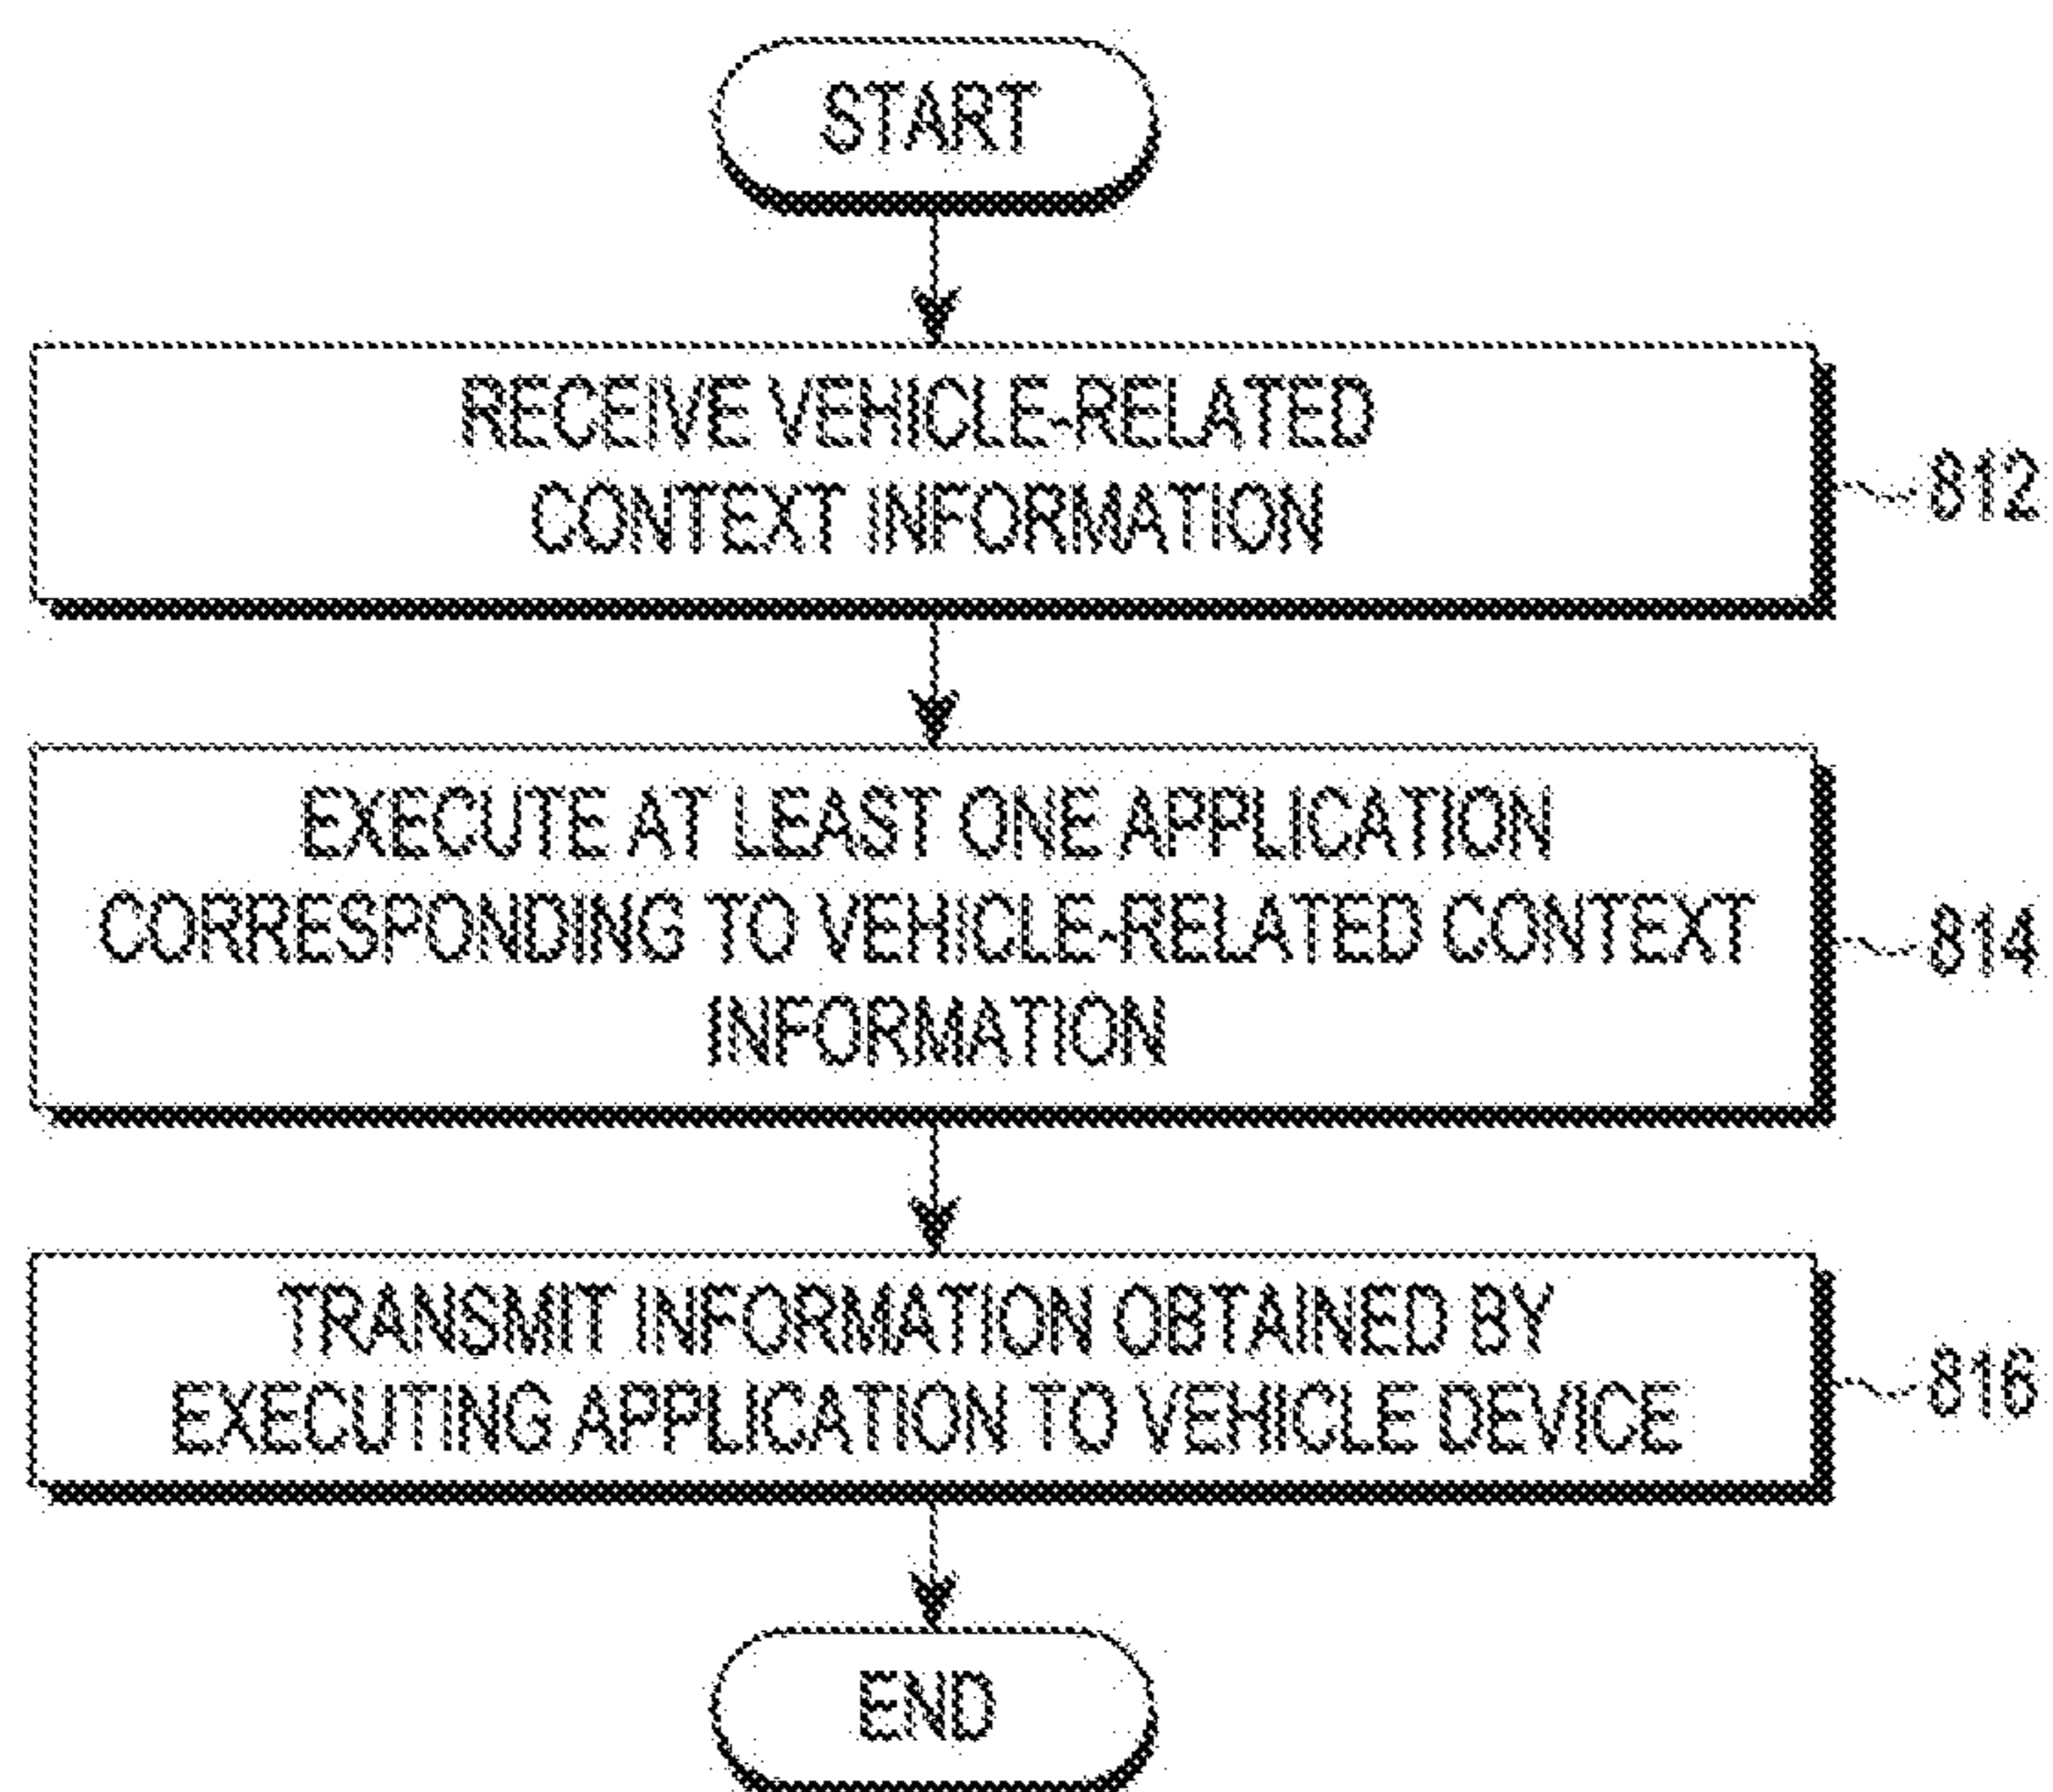 START
RECEIVE VEHICLE-RELATED
CONTEXT INFORMATION
812
EXECUTE AT LEAST ONE APPLICATION
CORRESPONDING TO VEHICLE-RELATED CONTEXT
INFORMATION
814
TRANSMIT INFORMATION OBTAINED BY
EXECUTING APPLICATION TO VEHICLE DEVICE
816
END